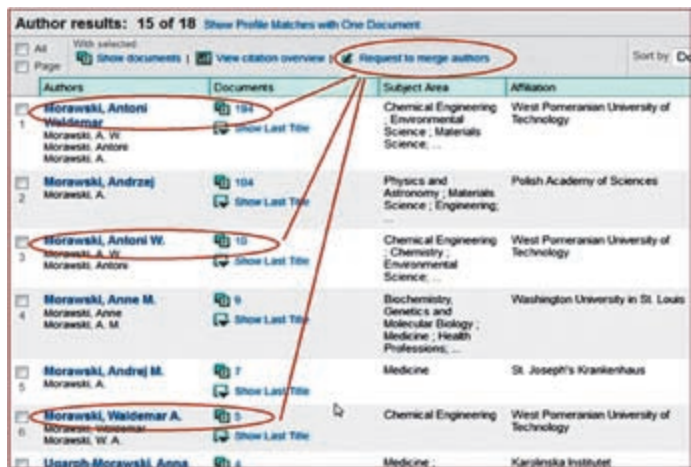 Author results: 15 of 18 Show Profile Matches with One Document
All
Page
With selected
Show documents | View citation overview | Request to merge authors
Sort by
Authors Documents Subject Area Affiliation
1
Morawski, Antoni
Waldemar
Morawski, A. W.
Morawski, Antoni
Morawski, A.
194
Show Last Title
Chemical Engineering
; Environmental
Science ; Materials
Science; ...
West Pomeranian University of
Technology
2
Morawski, Andrzej
Morawski, A.
104
Show Last Title
Physics and
Astronomy ; Materials
Science ; Engineering;
...
Polish Academy of Sciences
3
Morawski, Antoni W.
Morawski, A. W.
Morawski, Antoni
10
Show Last Title
Chemical Engineering
; Chemistry ;
Environmental
Science; ...
West Pomeranian University of
Technology
4
Morawski, Anne M.
Morawski, Anne
Morawski, A. M.
Show Last Title
Biochemistry,
Genetics and
Molecular Biology ;
Medicine ; Health
Professions; ...
Washington University in St. Louis
5
Morawski, Andrej M.
Morawski, A.
7
Show Last Title
Medicine
St. Joseph's Krankenhaus
6
Morawski, Waldemar A.
Morawski, Waldemar
Morawski, W. A.
5
Show Last Title
Chemical Engineering
West Pomeranian University of
Technology
Ugarph-Morawski, Anna
4
Medicine ;
Karolinska Institutet